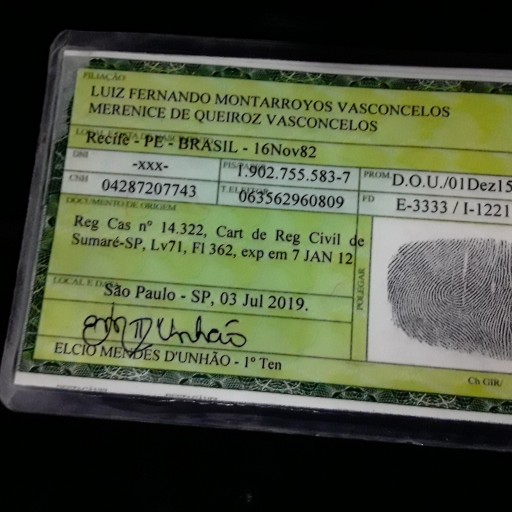 FILIAÇÃO
LUIZ FERNANDO MONTARROYOS VASCONCELOS
MERENICE DE QUEIROZ VASCONCELOS
Recife - PE - BRASIL - 16Nov82
DNI
-xxx-
1.902.755.583-7
PROM.
D.O.U./01Dez15
CNH
04287207743
T.ELEITOR
063562960809
FD
E-3333 / I-1221
DOCUMENTO DE ORIGEM
Reg Cas nº 14.322, Cart de Reg Civil de
Sumaré-SP, Lv71, Fl 362, exp em 7 JAN 12
POLEGAR
LOCAL E DATA
São Paulo - SP, 03 Jul 2019.
ELCIO MENDES D'UNHÃO - 1º Ten
Ch GIR/